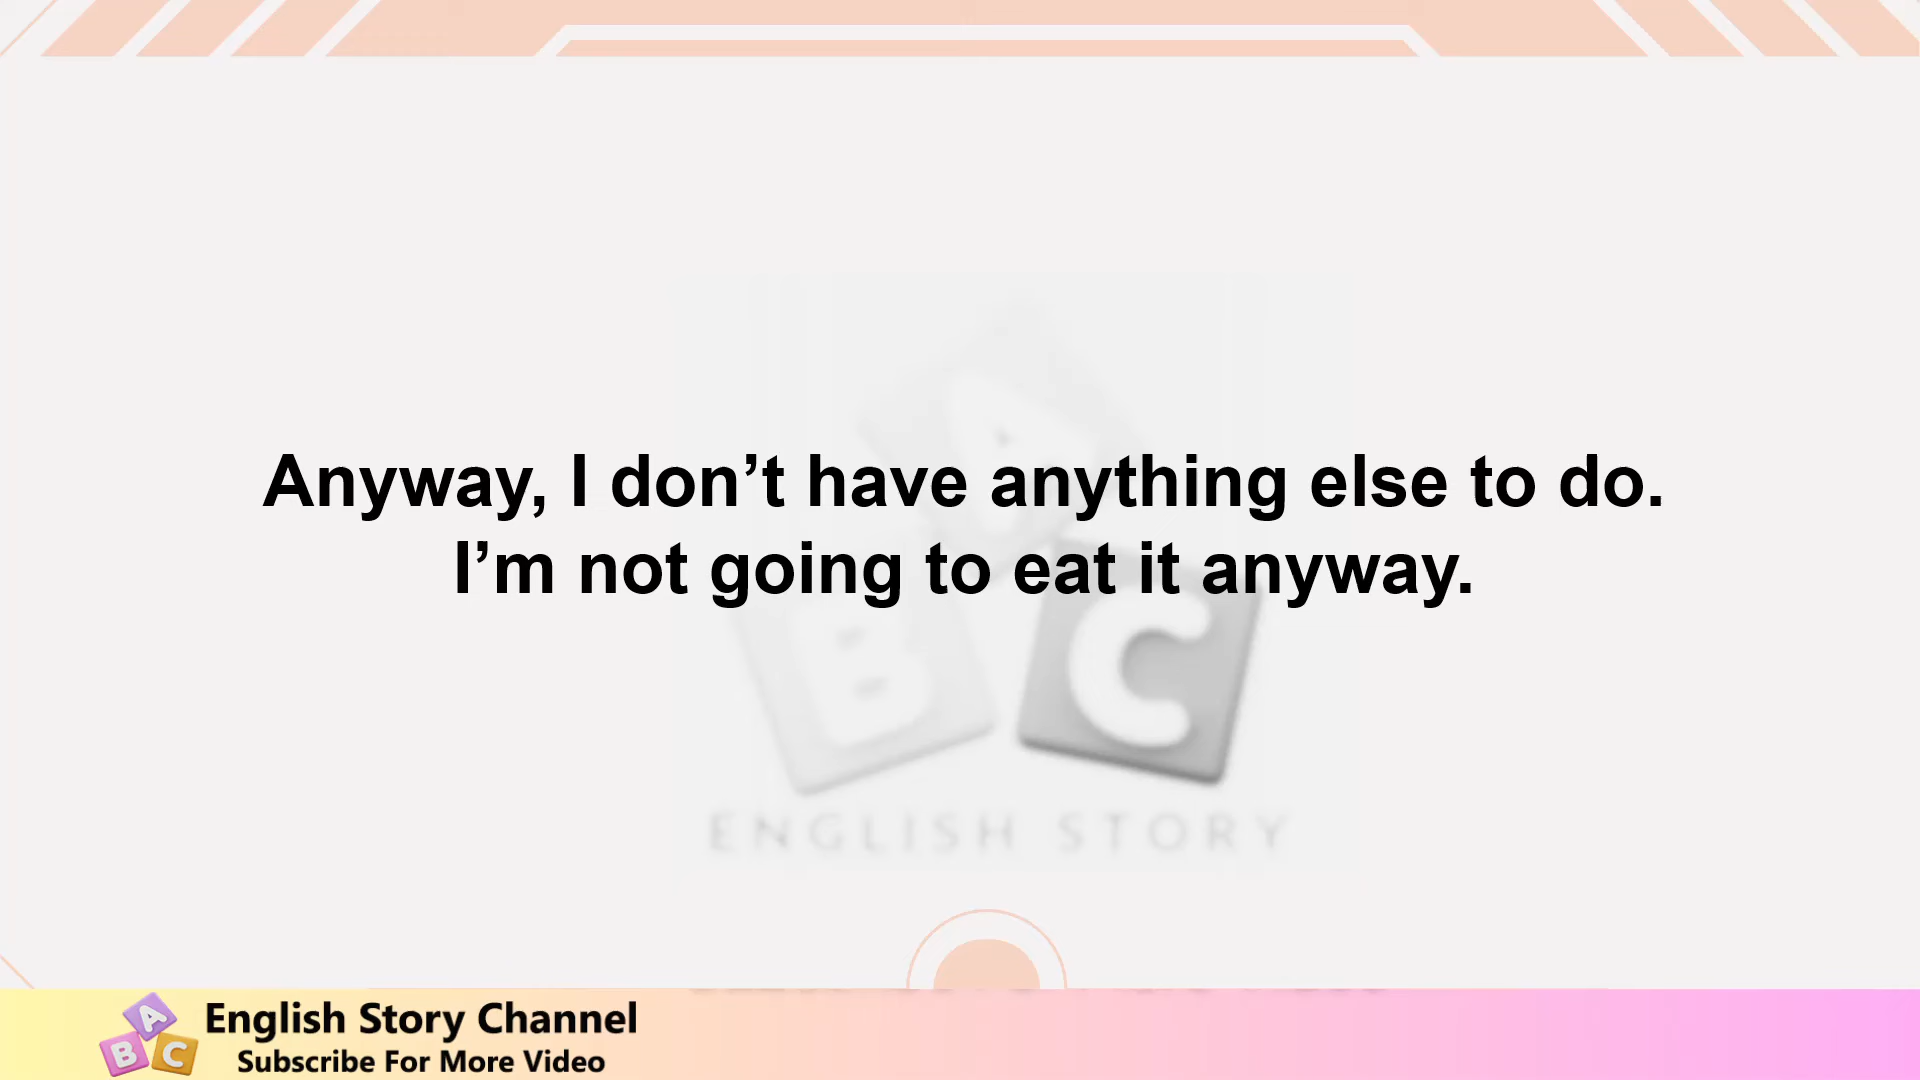 Anyway, I don’t have anything else to do.
I’m not going to eat it anyway.
A
B
C
ENGLISH STORY
A
B
C
English Story Channel
Subscribe For More Video